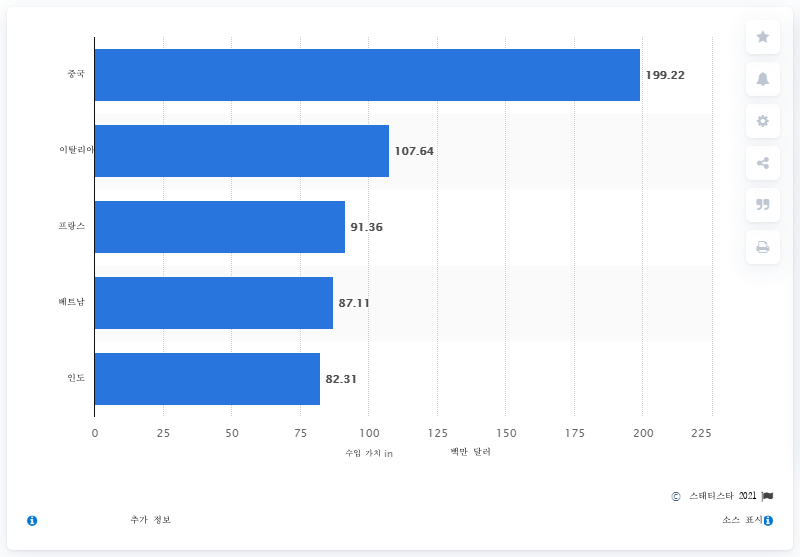 중국
199.22
이탈리아
107.64
프랑스
91.36
베트남
87.11
인도
82.31
0 25 50 75 100 125 150 175 200 225
수입 가치 in 백만 달러
© 스태티스타 2021
추가 정보 소스 표시